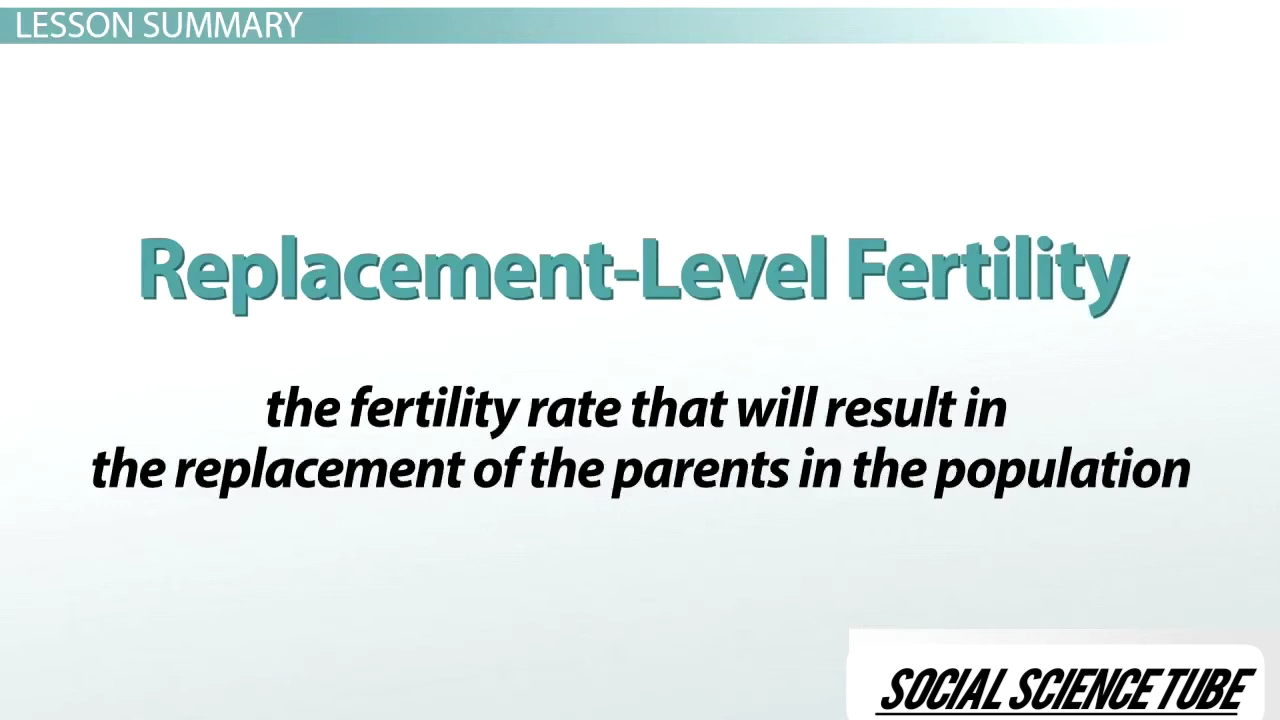 LESSON SUMMARY
Replacement-Level Fertility
the fertility rate that will result in
the replacement of the parents in the population
SOCIAL SCIENCE TUBE